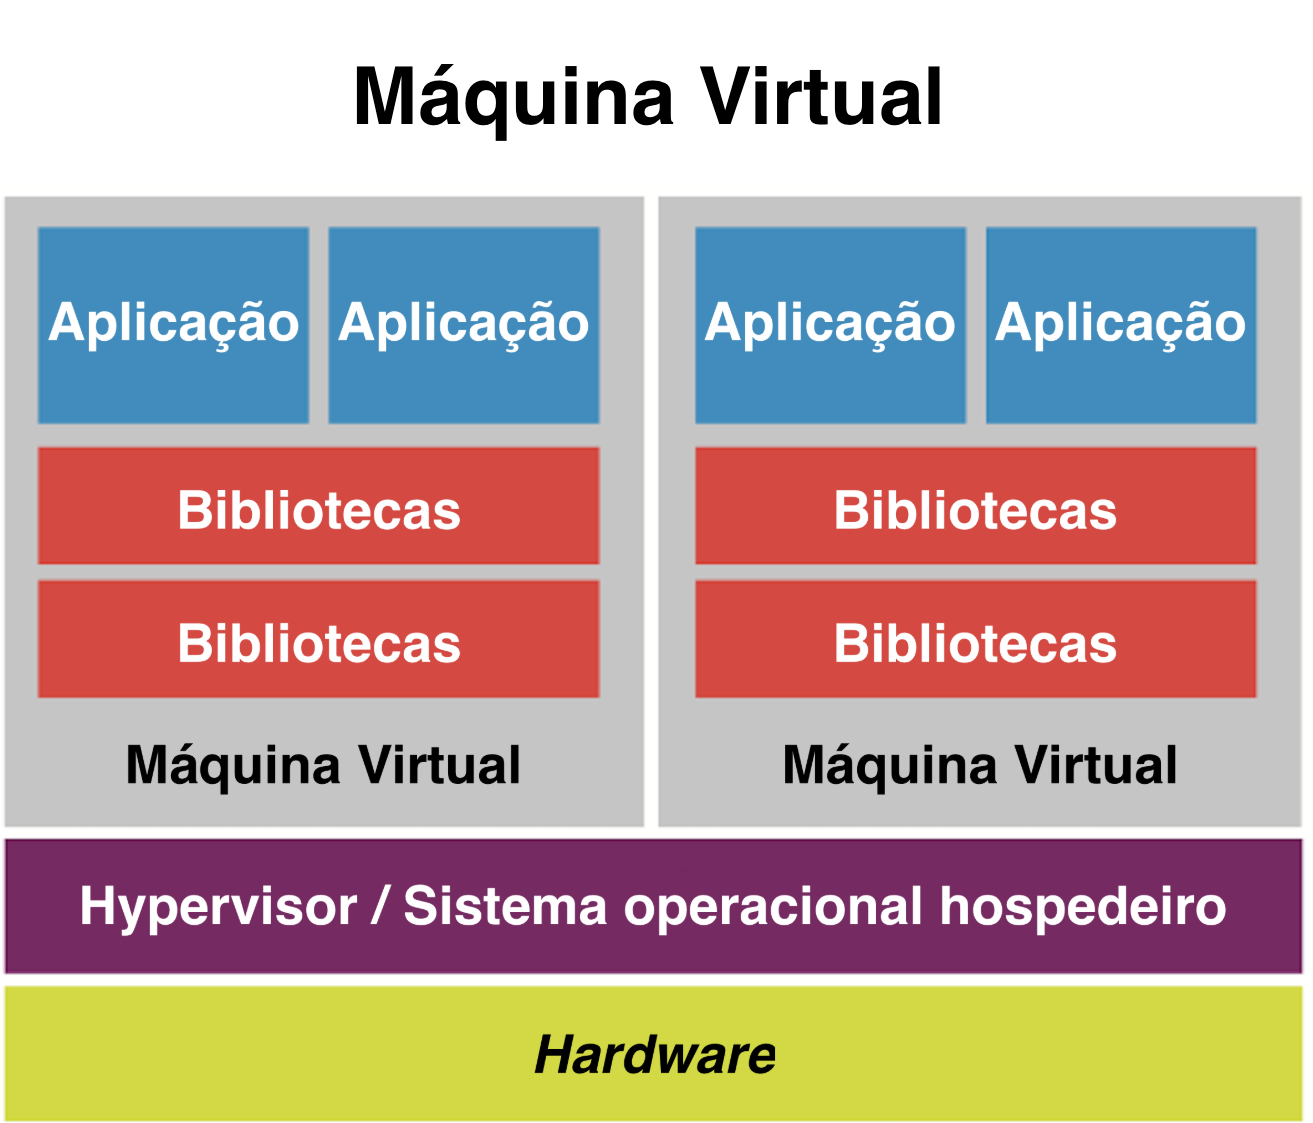 Máquina Virtual
Aplicação Aplicação Aplicação Aplicação
Bibliotecas Bibliotecas
Bibliotecas Bibliotecas
Máquina Virtual Máquina Virtual
Hypervisor / Sistema operacional hospedeiro
Hardware